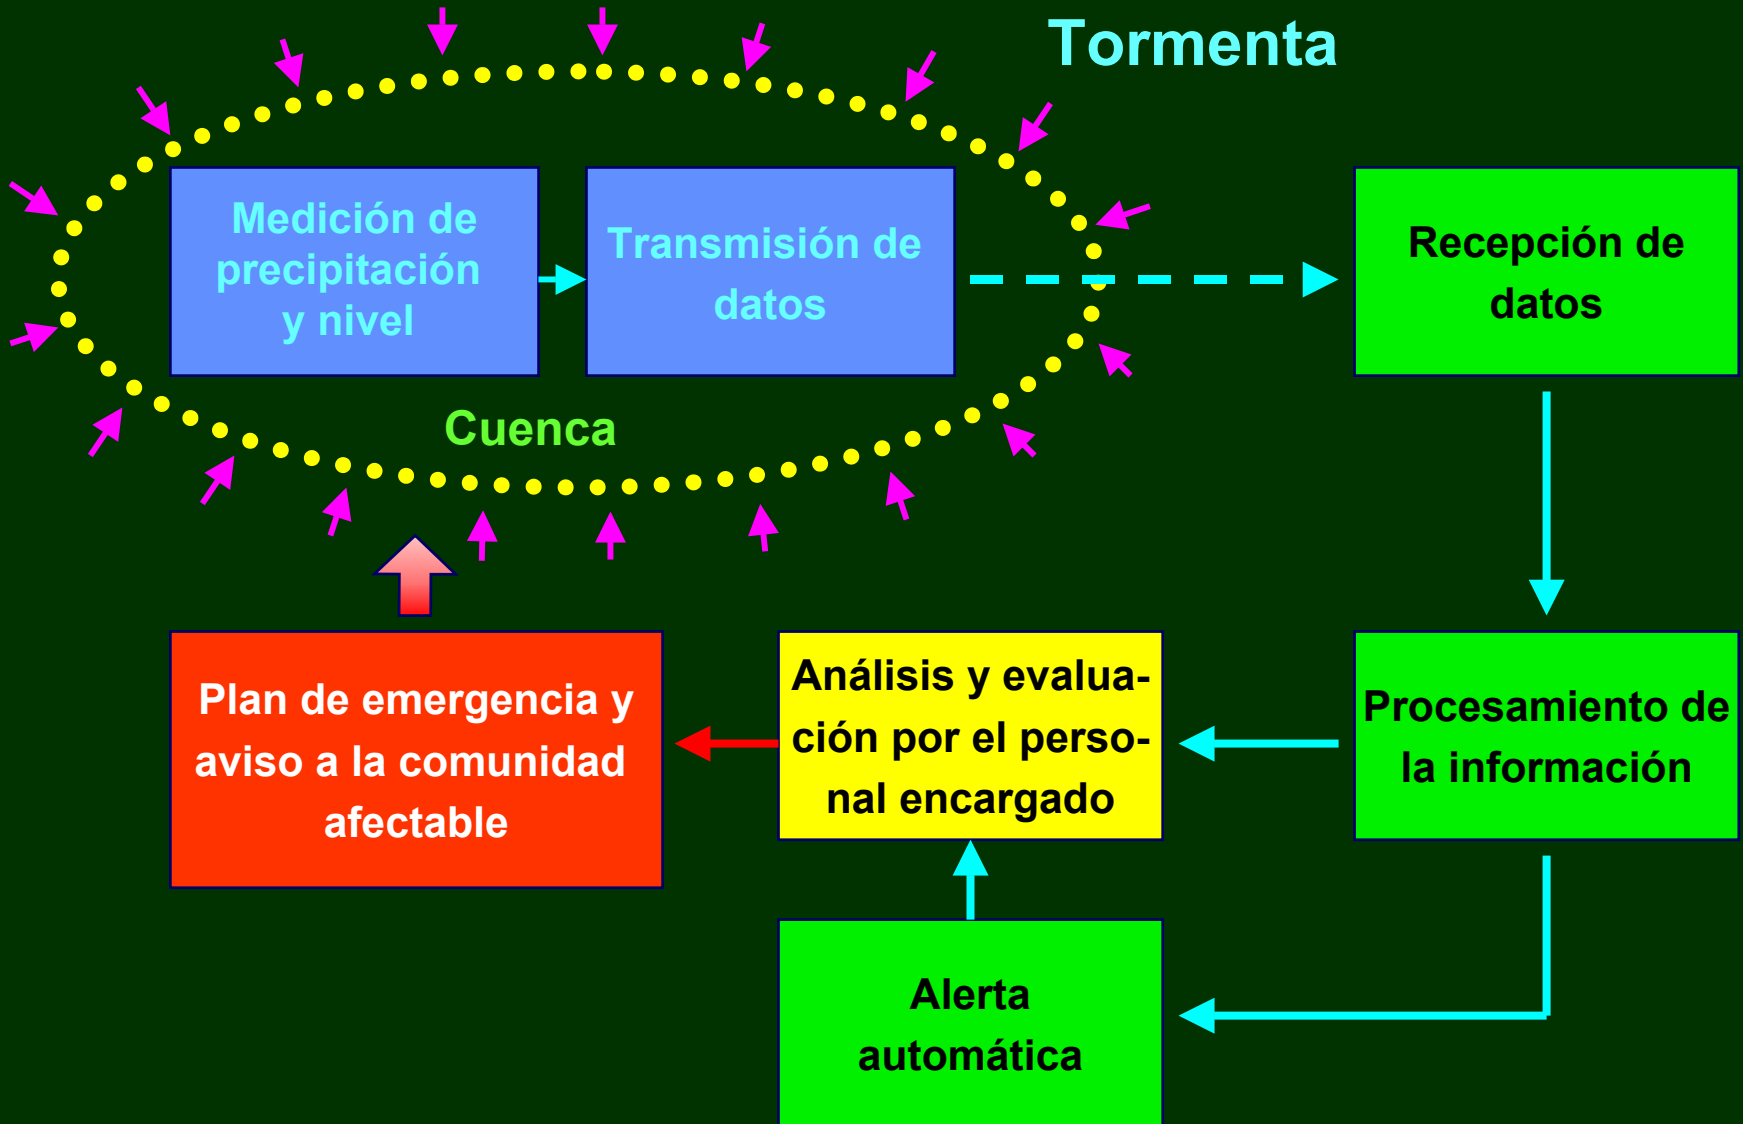 Tormenta
Medición de
precipitación
y nivel
Transmisión de
datos
Recepción de
datos
Cuenca
Plan de emergencia y
aviso a la comunidad
afectable
Análisis y evalua-
ción por el perso-
nal encargado
Procesamiento de
la información
Alerta
automática